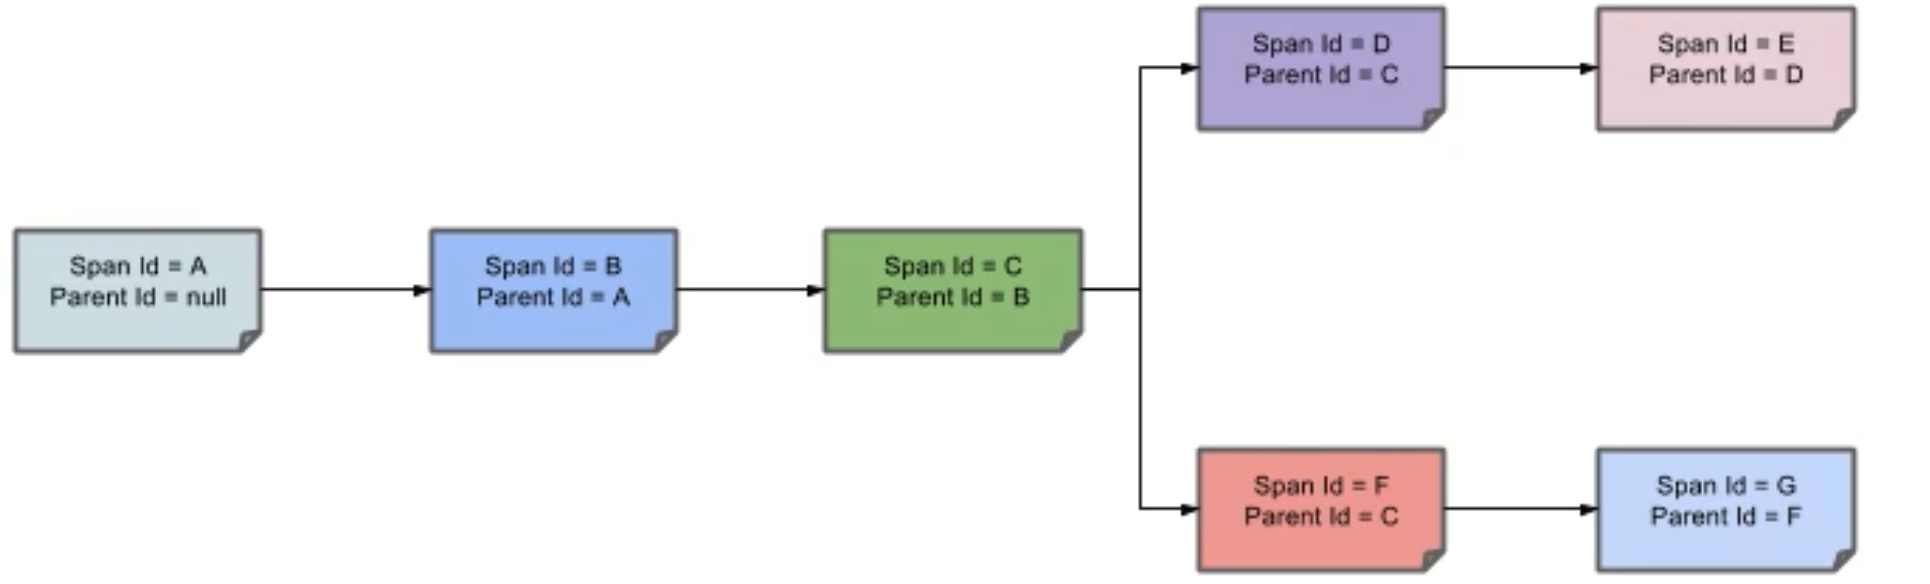 Span Id = D
Parent Id = C
Span Id = E
Parent Id = D
Span Id = A
Parent Id = null
Span Id = B
Parent Id = A
Span Id = C
Parent Id = B
Span Id = F
Parent Id = C
Span Id = G
Parent Id = F